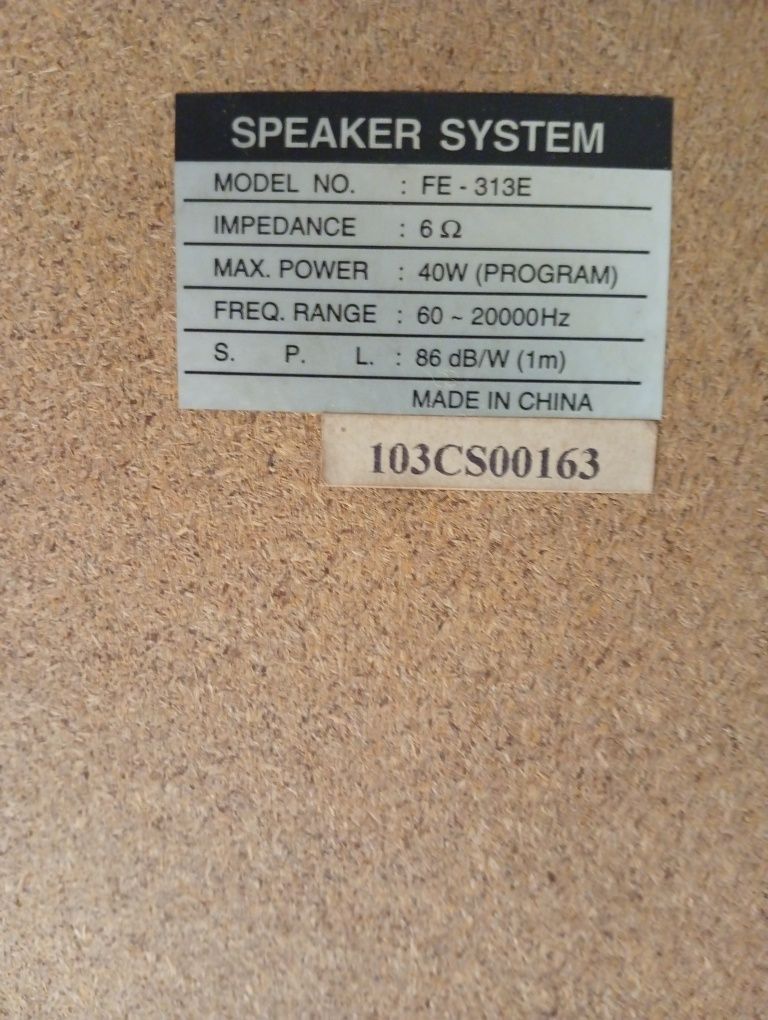 SPEAKER SYSTEM
MODEL NO. : FE - 313E
IMPEDANCE : 6 Ω
MAX. POWER : 40W (PROGRAM)
FREQ. RANGE : 60 ~ 20000Hz
S. P. L. : 86 dB/W (1m)
MADE IN CHINA
103CS00163